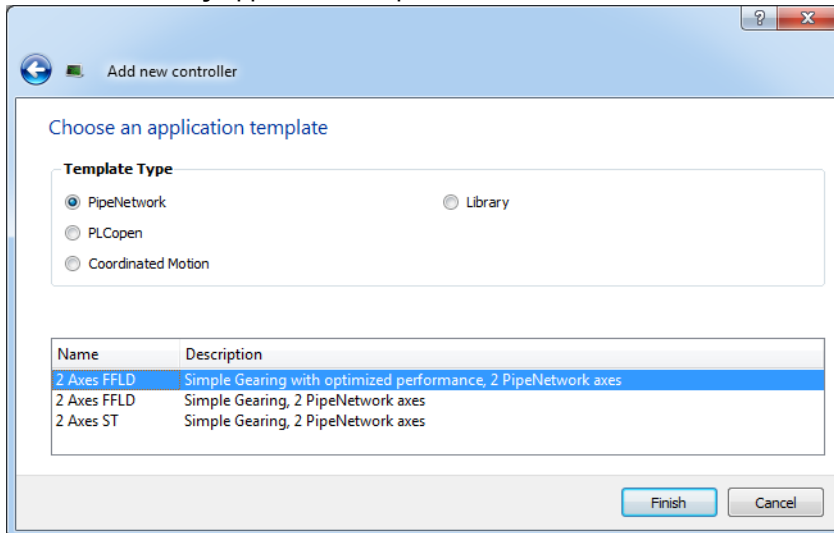 Add new controller
Choose an application template
Template Type
PipeNetwork
Library
PLCopen
Coordinated Motion
Name Description
2 Axes FFLD Simple Gearing with optimized performance, 2 PipeNetwork axes
2 Axes FFLD Simple Gearing, 2 PipeNetwork axes
2 Axes ST Simple Gearing, 2 PipeNetwork axes
Finish Cancel